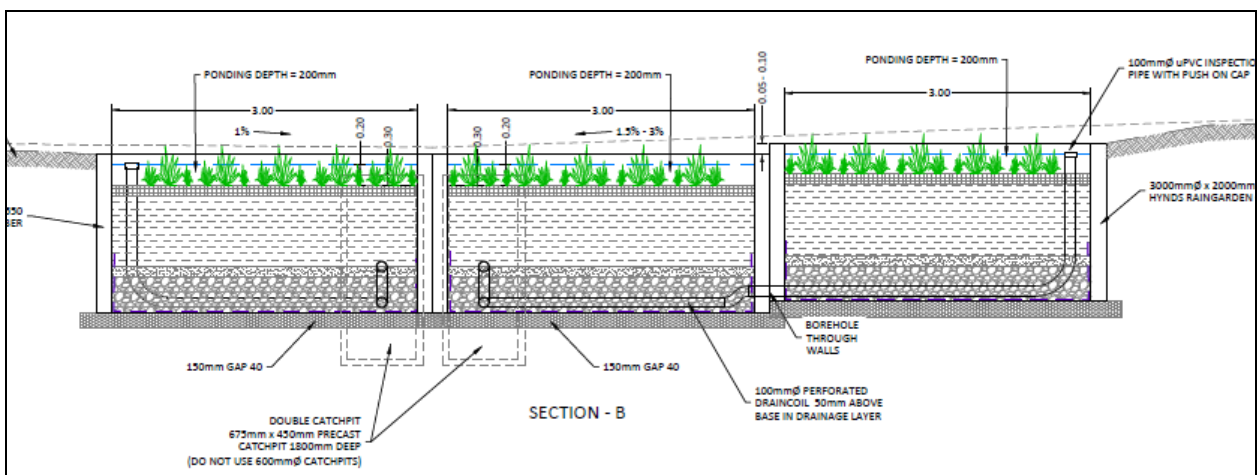 PONDING DEPTH = 200mm
PONDING DEPTH = 200mm
PONDING DEPTH = 200mm
0.05 - 0.10
100mmØ uPVC INSPECTIO
PIPE WITH PUSH ON CAP
3.00
3.00
3.00
1%
0.20
0.30
0.30
0.20
1.5% - 3%
550
BER
3000mmØ x 2000mm
HYNDS RAINGARDEN
BOREHOLE
THROUGH
WALLS
150mm GAP 40
150mm GAP 40
100mmØ PERFORATED
DRAINCOIL 50mm ABOVE
BASE IN DRAINAGE LAYER
DOUBLE CATCHPIT
675mm x 450mm PRECAST
CATCHPIT 1800mm DEEP
(DO NOT USE 600mmØ CATCHPITS)
SECTION - B